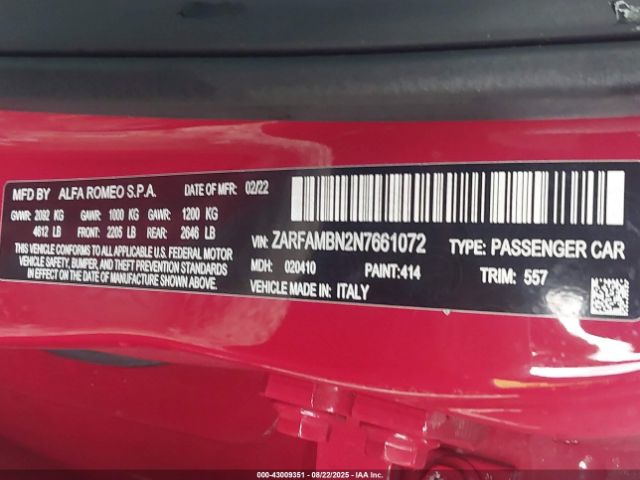 MFD BY ALFA ROMEO S.P.A. DATE OF MFR: 02/22
GVWR: 2092 KG GAWR: 1000 KG GAWR: 1200 KG
4612 LB FRONT: 2205 LB REAR: 2646 LB
THIS VEHICLE CONFORMS TO ALL APPLICABLE U.S. FEDERAL MOTOR
VEHICLE SAFETY, BUMPER, AND THEFT PREVENTION STANDARDS
IN EFFECT ON THE DATE OF MANUFACTURE SHOWN ABOVE.
VIN: ZARFAMBN2N7661072 TYPE: PASSENGER CAR
MDH: 020410 PAINT: 414 TRIM: 557
VEHICLE MADE IN: ITALY
000-43009351 - 08/22/2025 - IAA Inc.